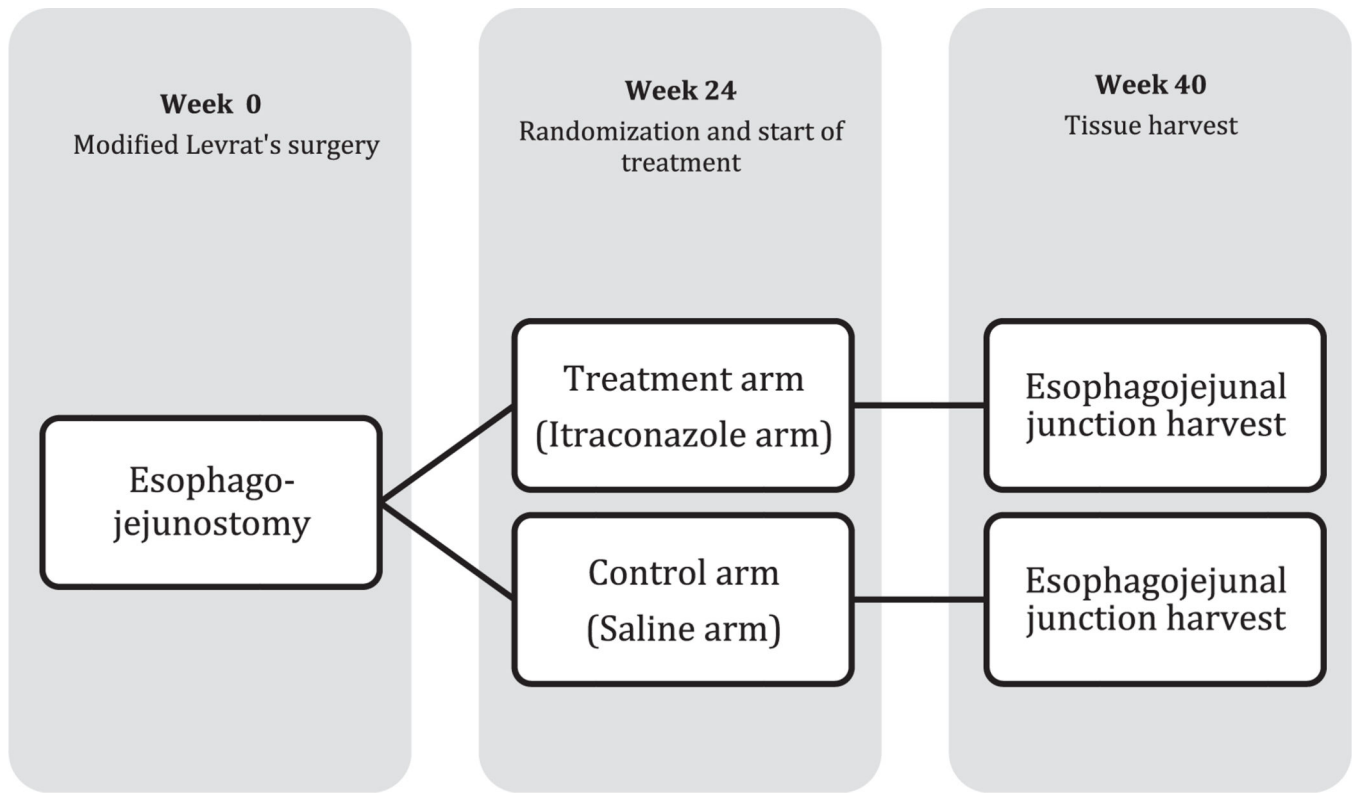 Week 0
Modified Levrat's surgery
Esophago-
jejunostomy
Week 24
Randomization and start of
treatment
Treatment arm
(Itraconazole arm)
Control arm
(Saline arm)
Week 40
Tissue harvest
Esophagojejunal
junction harvest
Esophagojejunal
junction harvest